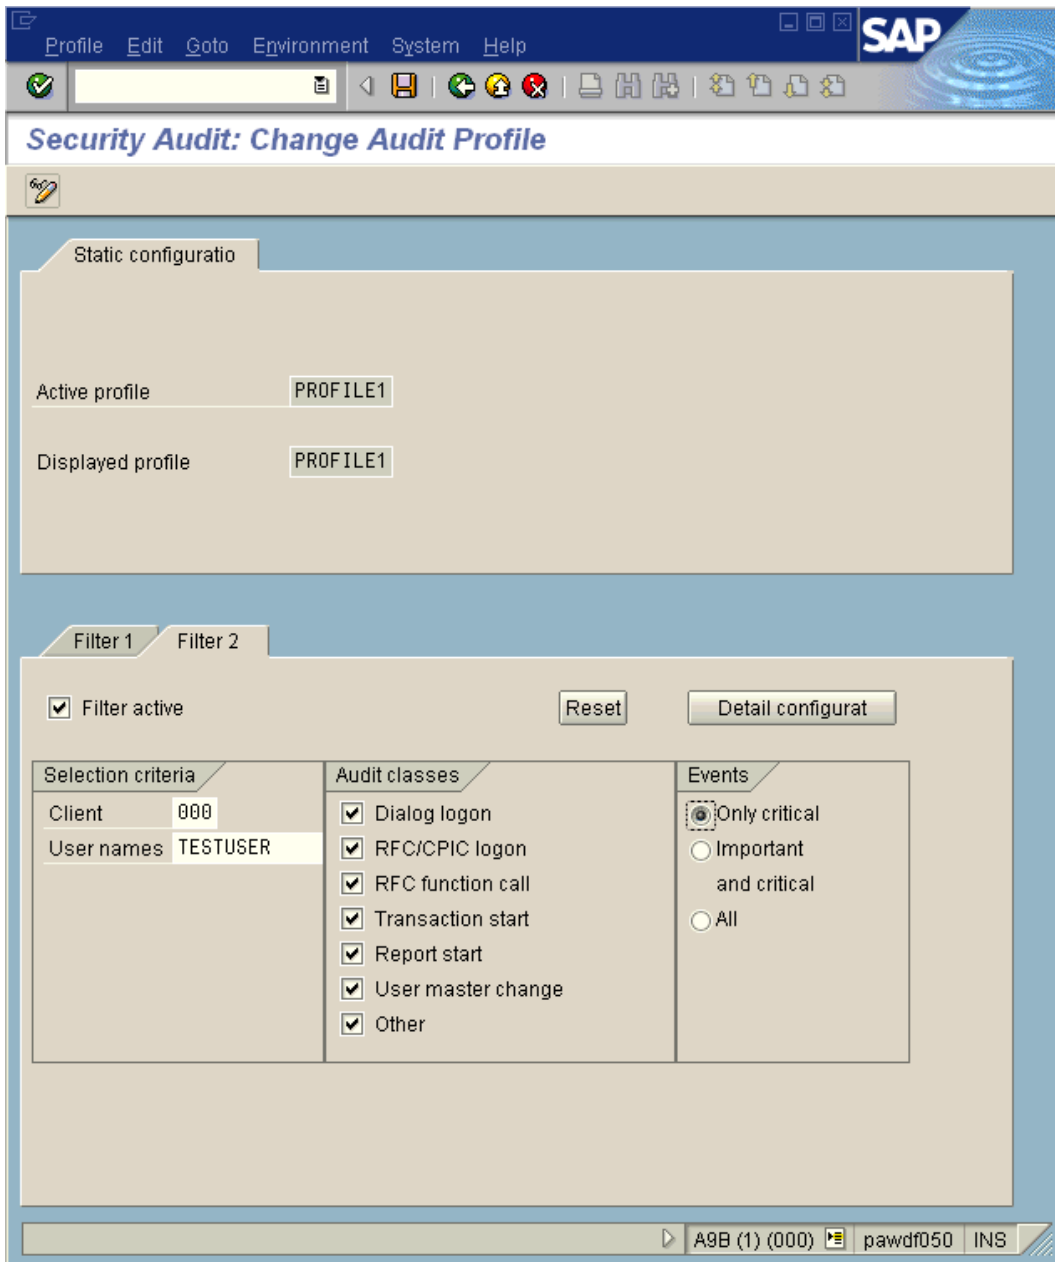 Profile Edit Goto Environment System Help
SAP
Security Audit: Change Audit Profile
Static configuratio
Active profile PROFILE1
Displayed profile PROFILE1
Filter 1 Filter 2
Filter active Reset Detail configurat
Selection criteria Audit classes Events
Client 000 Dialog logon Only critical
User names TESTUSER RFC/CPIC logon Important
RFC function call and critical
Transaction start All
Report start
User master change
Other
A9B (1) (000) pawdf050 INS